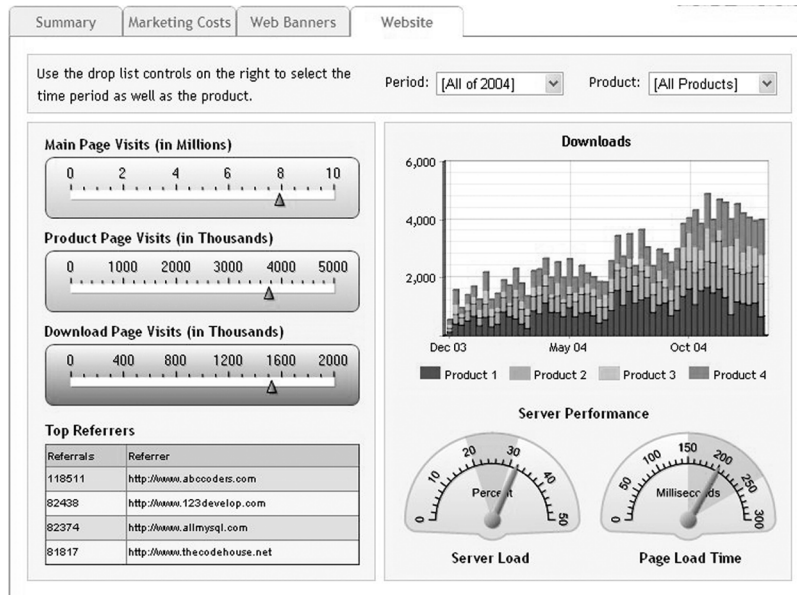 Summary
Marketing Costs
Web Banners
Website
Use the drop list controls on the right to select the
time period as well as the product.
Period:
[All of 2004]
Product:
[All Products]
Main Page Visits (in Millions)
0 2 4 6 8 10
Product Page Visits (in Thousands)
0 1000 2000 3000 4000 5000
Download Page Visits (in Thousands)
0 400 800 1200 1600 2000
Top Referrers
Referrals Referrer
118511 http://www.abccoders.com
82438 http://www.123develop.com
82374 http://www.allmysql.com
81817 http://www.thecodehouse.net
Downloads
6,000
4,000
2,000
Dec 03 May 04 Oct 04
Product 1 Product 2 Product 3 Product 4
Server Performance
0 10 20 30 40 50
Percent
Server Load
0 50 100 150 200 250 300
Milliseconds
Page Load Time